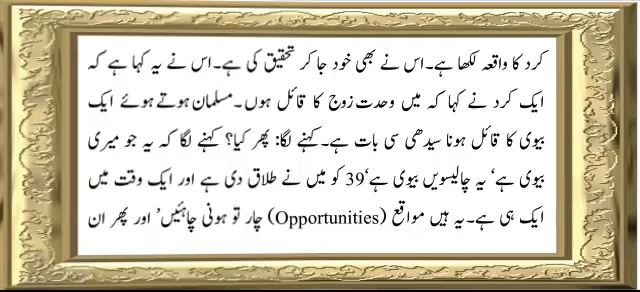 کرد کا واقعہ لکھا ہے۔اس نے بھی خود جا کر تحقیق کی ہے۔اس نے یہ کہا ہے کہ
ایک کرد نے کہا کہ میں وحدت زوج کا قائل ہوں۔مسلمان ہوتے ہوئے ایک
بیوی کا قائل ہونا سیدھی سی بات ہے۔کہنے لگا: پھر کیا؟ کہنے لگا کہ یہ جو میری
بیوی ہے‘ یہ چالیسویں بیوی ہے‘39 کو میں نے طلاق دی ہے اور ایک وقت میں
ایک ہی ہے۔یہ ہیں مواقع (Opportunities) چار تو ہونی چاہئیں’ اور پھر ان